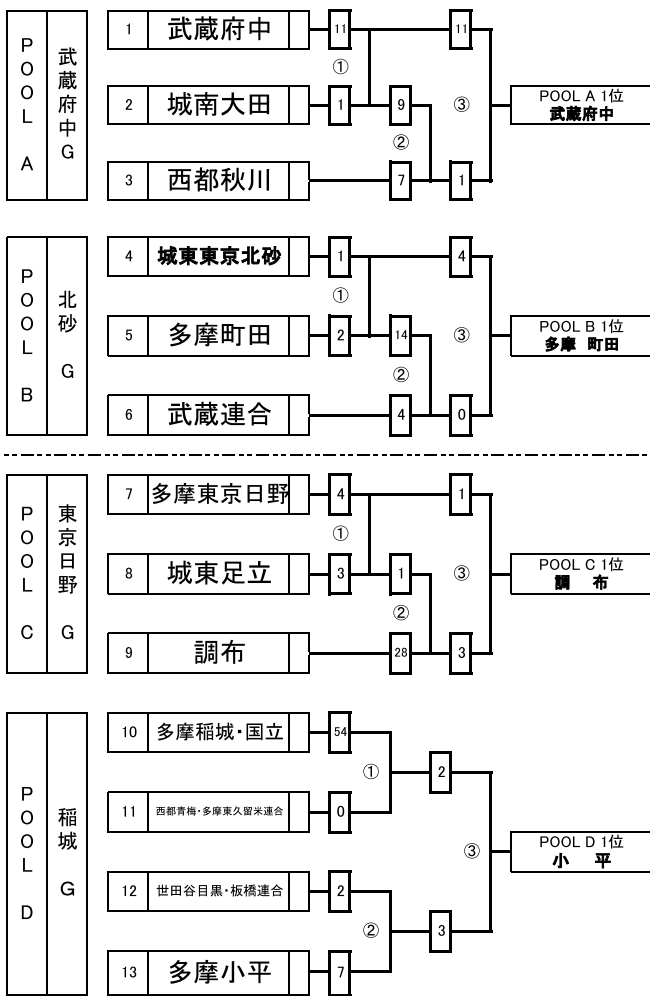 POOL A
武蔵府中G
1 武蔵府中 11 11
①
2 城南大田 1 9 ③
POOL A 1位
武蔵府中
②
3 西都秋川 7 1
POOL B
北砂 G
4 城東東京北砂 1 4
①
5 多摩町田 2 14 ③
POOL B 1位
多摩 町田
②
6 武蔵連合 4 0
POOL C
東京日野 G
7 多摩東京日野 4 1
①
8 城東足立 3 1 ③
POOL C 1位
調 布
②
9 調布 28 3
POOL D
稲城 G
10 多摩稲城・国立 54
① 2
11 西都青梅・多摩東久留米連合 0
③
POOL D 1位
小 平
12 世田谷目黒・板橋連合 2
② 3
13 多摩小平 7